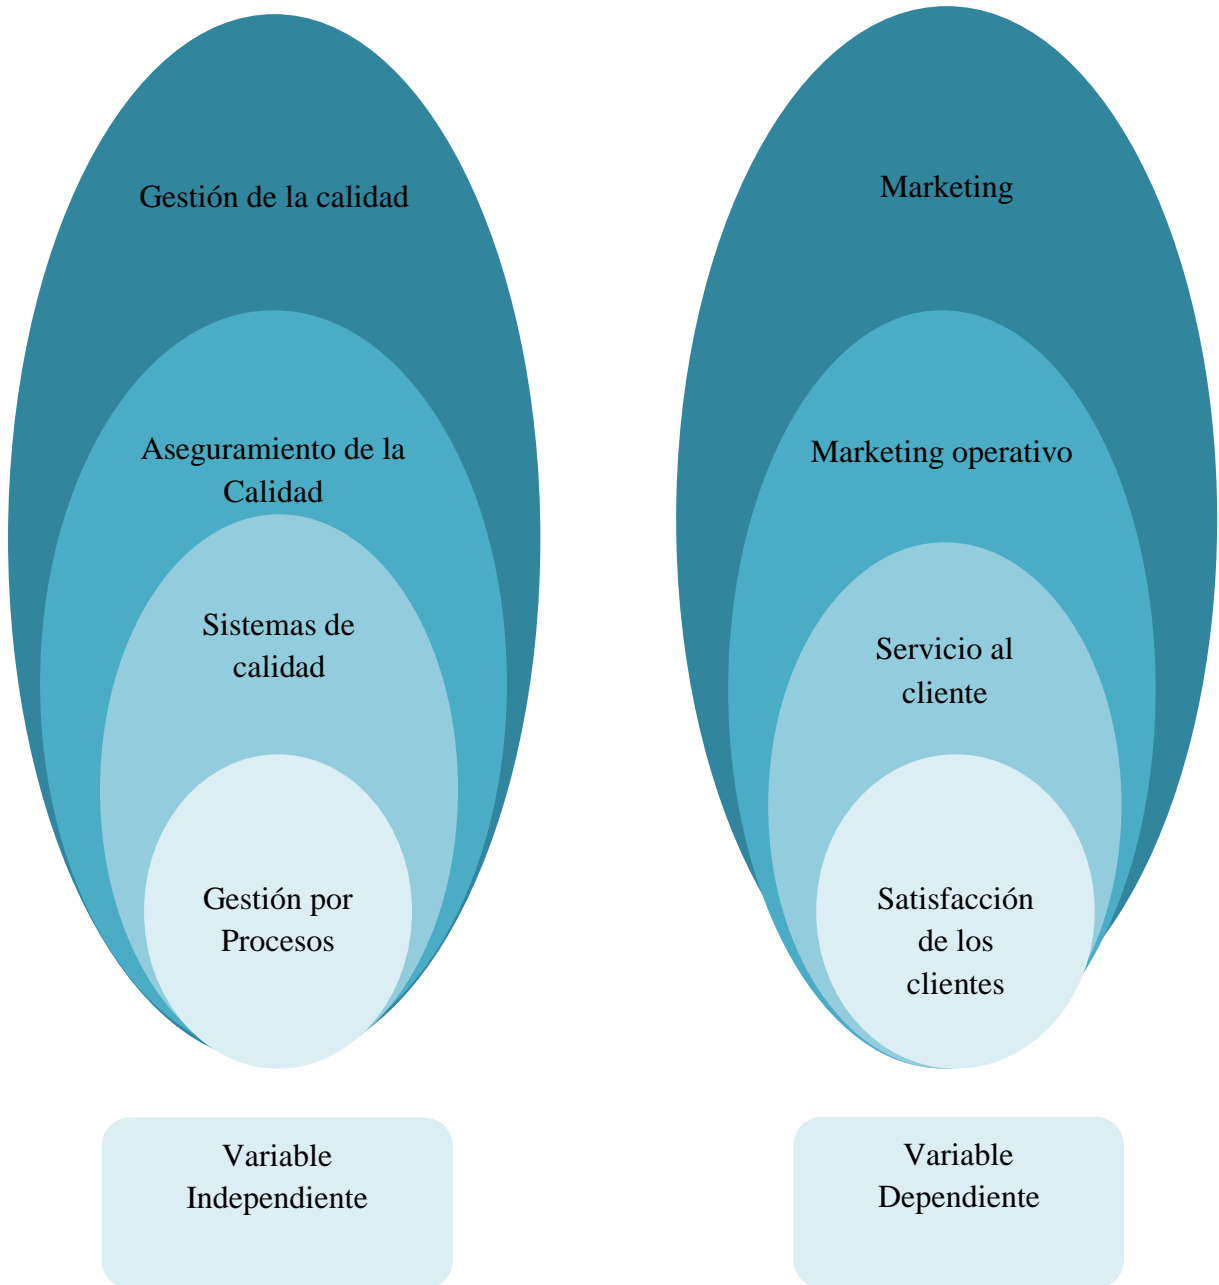 Gestión de la calidad
Aseguramiento de la
Calidad
Sistemas de
calidad
Gestión por
Procesos
Variable
Independiente
Marketing
Marketing operativo
Servicio al
cliente
Satisfacción
de los
clientes
Variable
Dependiente